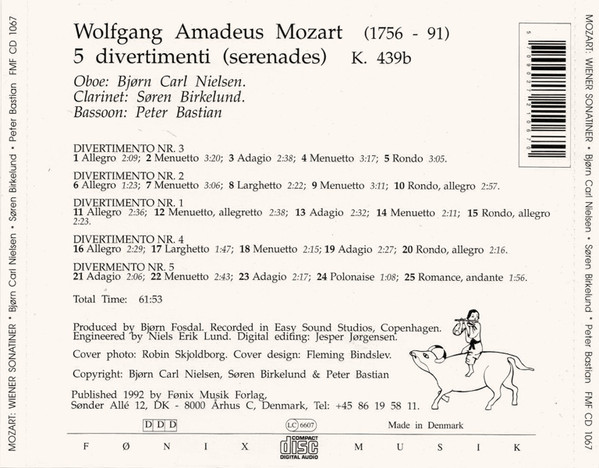 Wolfgang Amadeus Mozart (1756 - 91)
5 divertimenti (serenades) K. 439b
Oboe: Bjørn Carl Nielsen.
Clarinet: Søren Birkelund.
Bassoon: Peter Bastian
DIVERTIMENTO NR. 3
1 Allegro 2:09; 2 Menuetto 3:20; 3 Adagio 2:38; 4 Menuetto 3:17; 5 Rondo 3:05.
DIVERTIMENTO NR. 2
6 Allegro 1:23; 7 Menuetto 3:06; 8 Larghetto 2:22; 9 Menuetto 3:11; 10 Rondo, allegro 2:57.
DIVERTIMENTO NR. 1
11 Allegro 2:36; 12 Menuetto, allegretto 2:38; 13 Adagio 2:32; 14 Menuetto 2:11; 15 Rondo, allegro
2:23.
DIVERTIMENTO NR. 4
16 Allegro 2:29; 17 Larghetto 1:47; 18 Menuetto 2:15; 19 Adagio 2:27; 20 Rondo, allegro 2:16.
DIVERMENTO NR. 5
21 Adagio 2:06; 22 Menuetto 2:43; 23 Adagio 2:17; 24 Polonaise 1:08; 25 Romance, andante 1:56.
Total Time: 61:53
Produced by Bjørn Fosdal. Recorded in Easy Sound Studios, Copenhagen.
Engineered by Niels Erik Lund. Digital editing: Jesper Jørgensen.
Cover photo: Robin Skjoldborg. Cover design: Fleming Bindslev.
Copyright: Bjørn Carl Nielsen, Søren Birkelund & Peter Bastian
Published 1992 by Fønix Musik Forlag,
Sønder Allé 12, DK - 8000 Århus C, Denmark, Tel: +45 86 19 58 11.
DDD
LC 6607
Made in Denmark
FØNIX
COMPACT
disc
DIGITAL AUDIO
MUSIK
MOZART: WIENER SONATINER • Bjørn Carl Nielsen • Søren Birkelund • Peter Bastian FMF CD 1067
MOZART: WIENER SONATINER • Bjørn Carl Nielsen • Søren Birkelund • Peter Bastian FMF CD 1067